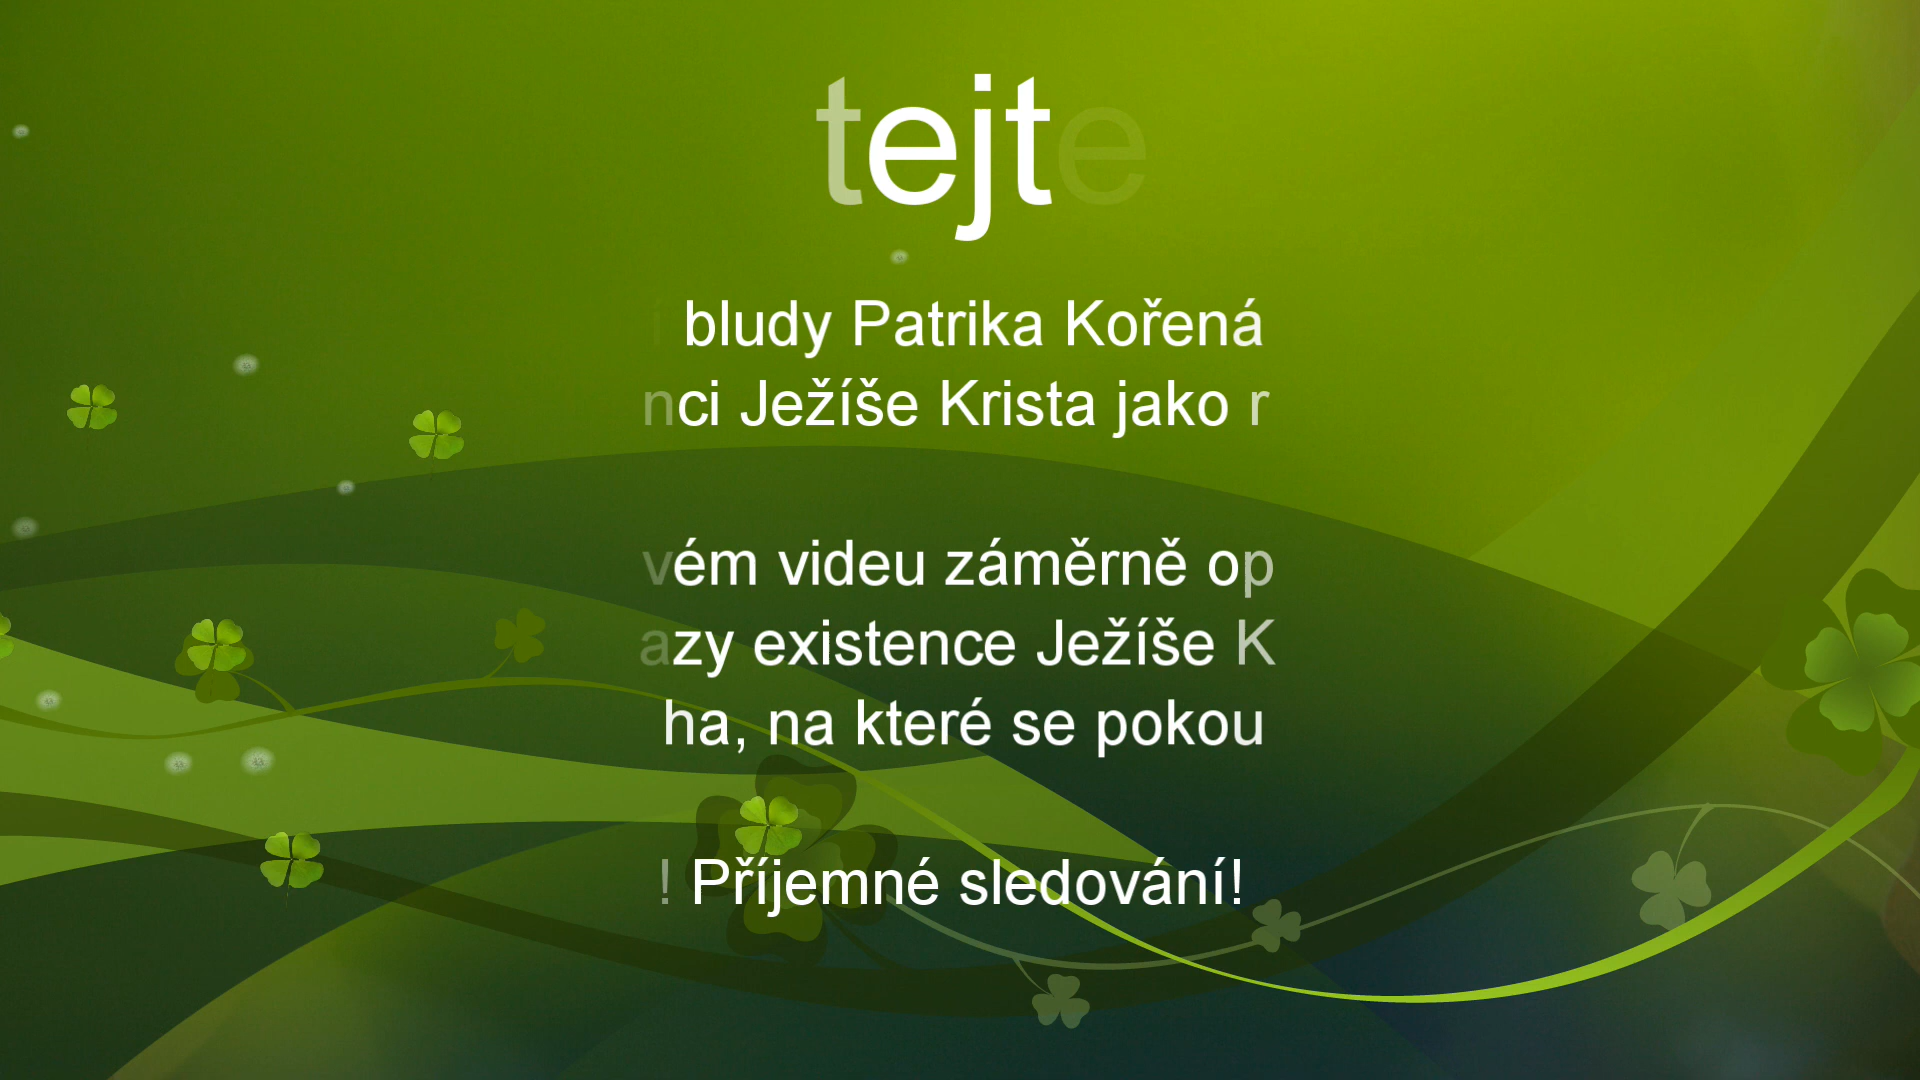 tejte
í bludy Patrika Kořená
nci Ježíše Krista jako r
vém videu záměrně op
azy existence Ježíše K
ha, na které se pokou
! Příjemné sledování!